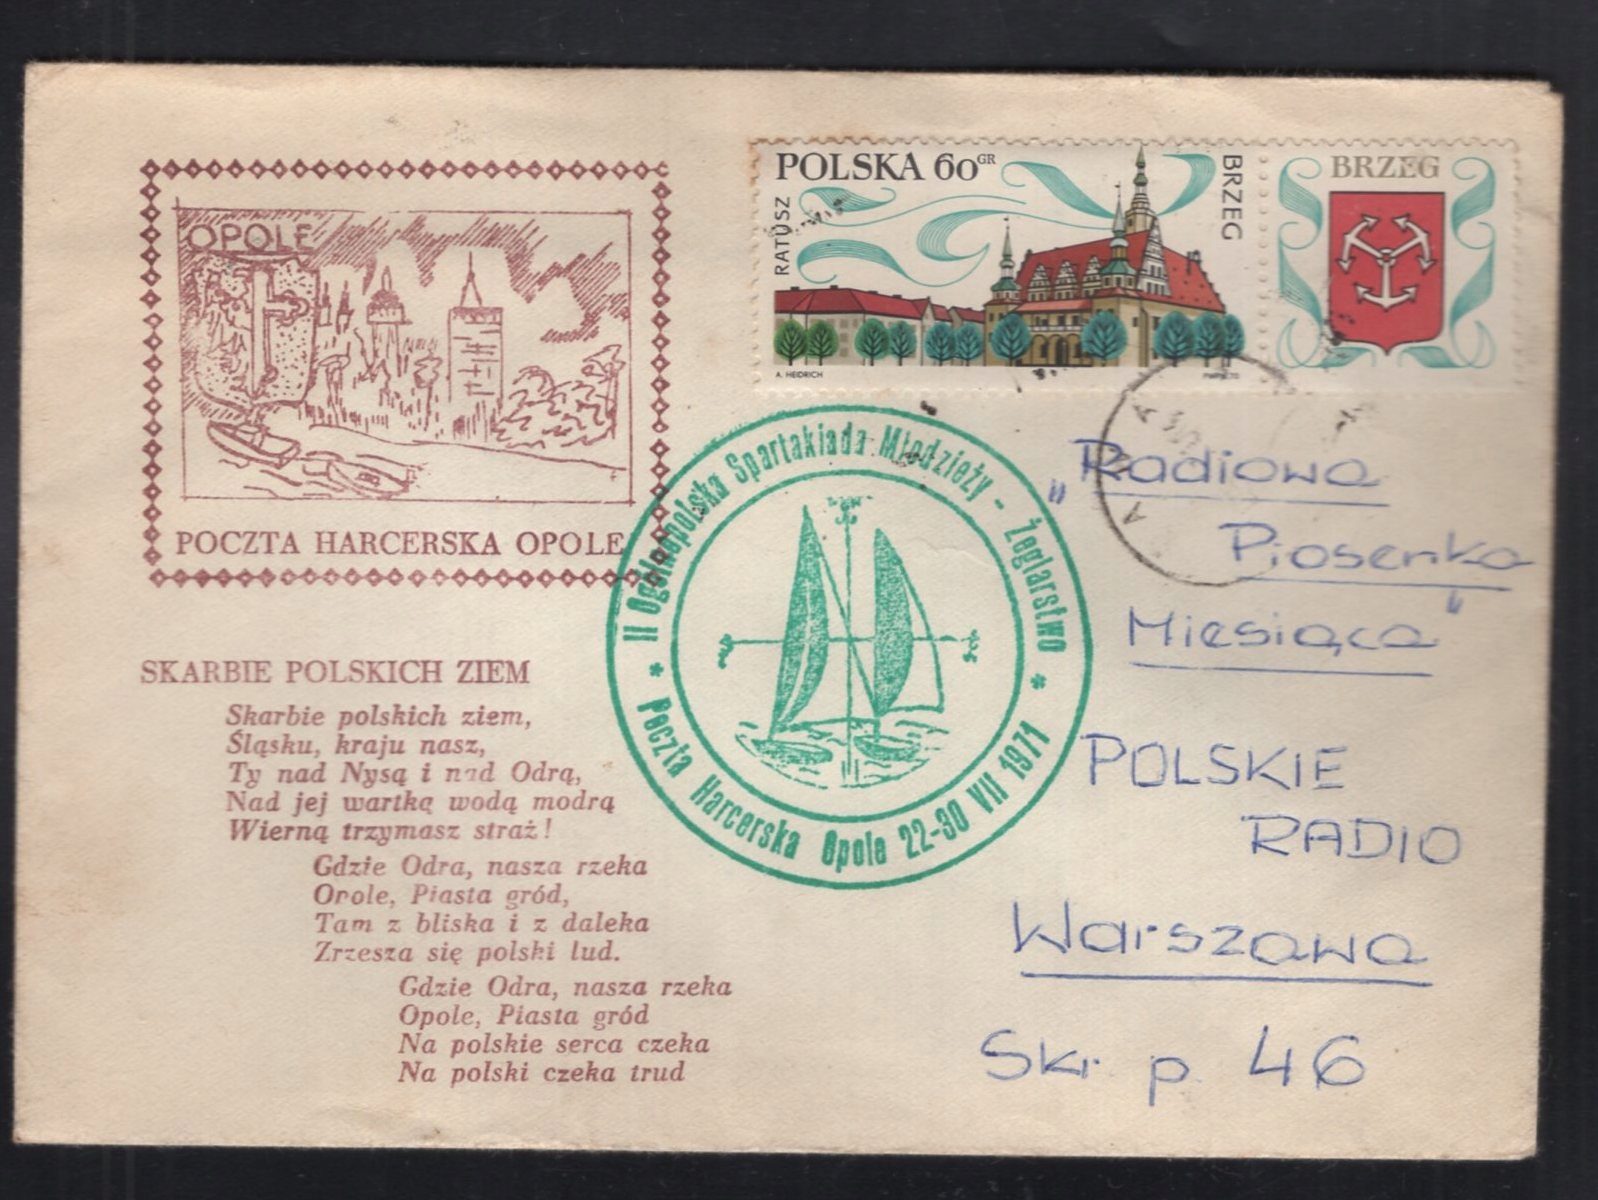 OPOLE
POCZTA HARCERSKA OPOLE
SKARBIE POLSKICH ZIEM
Skarbie polskich ziem,
Śląsku, kraju nasz,
Ty nad Nysą i nad Odrą,
Nad jej wartką wodą modrą
Wierną trzymasz straż!
Gdzie Odra, nasza rzeka
Opole, Piasta gród,
Tam z bliska i z daleka
Zrzesza się polski lud.
Gdzie Odra, nasza rzeka
Opole, Piasta gród
Na polskie serca czeka
Na polski czeka trud
POLSKA 60 GR
RATUSZ
BRZEG
A. HEIDRICH
BRZEG
II Ogólnopolska Spartakiada Młodzieży - Żeglarstwo
* Poczta Harcerska Opole 22-30 VII 1971 *
"Radiowa
Piosenka
Miesiąca"
POLSKIE
RADIO
Warszawa
Skr. p. 46